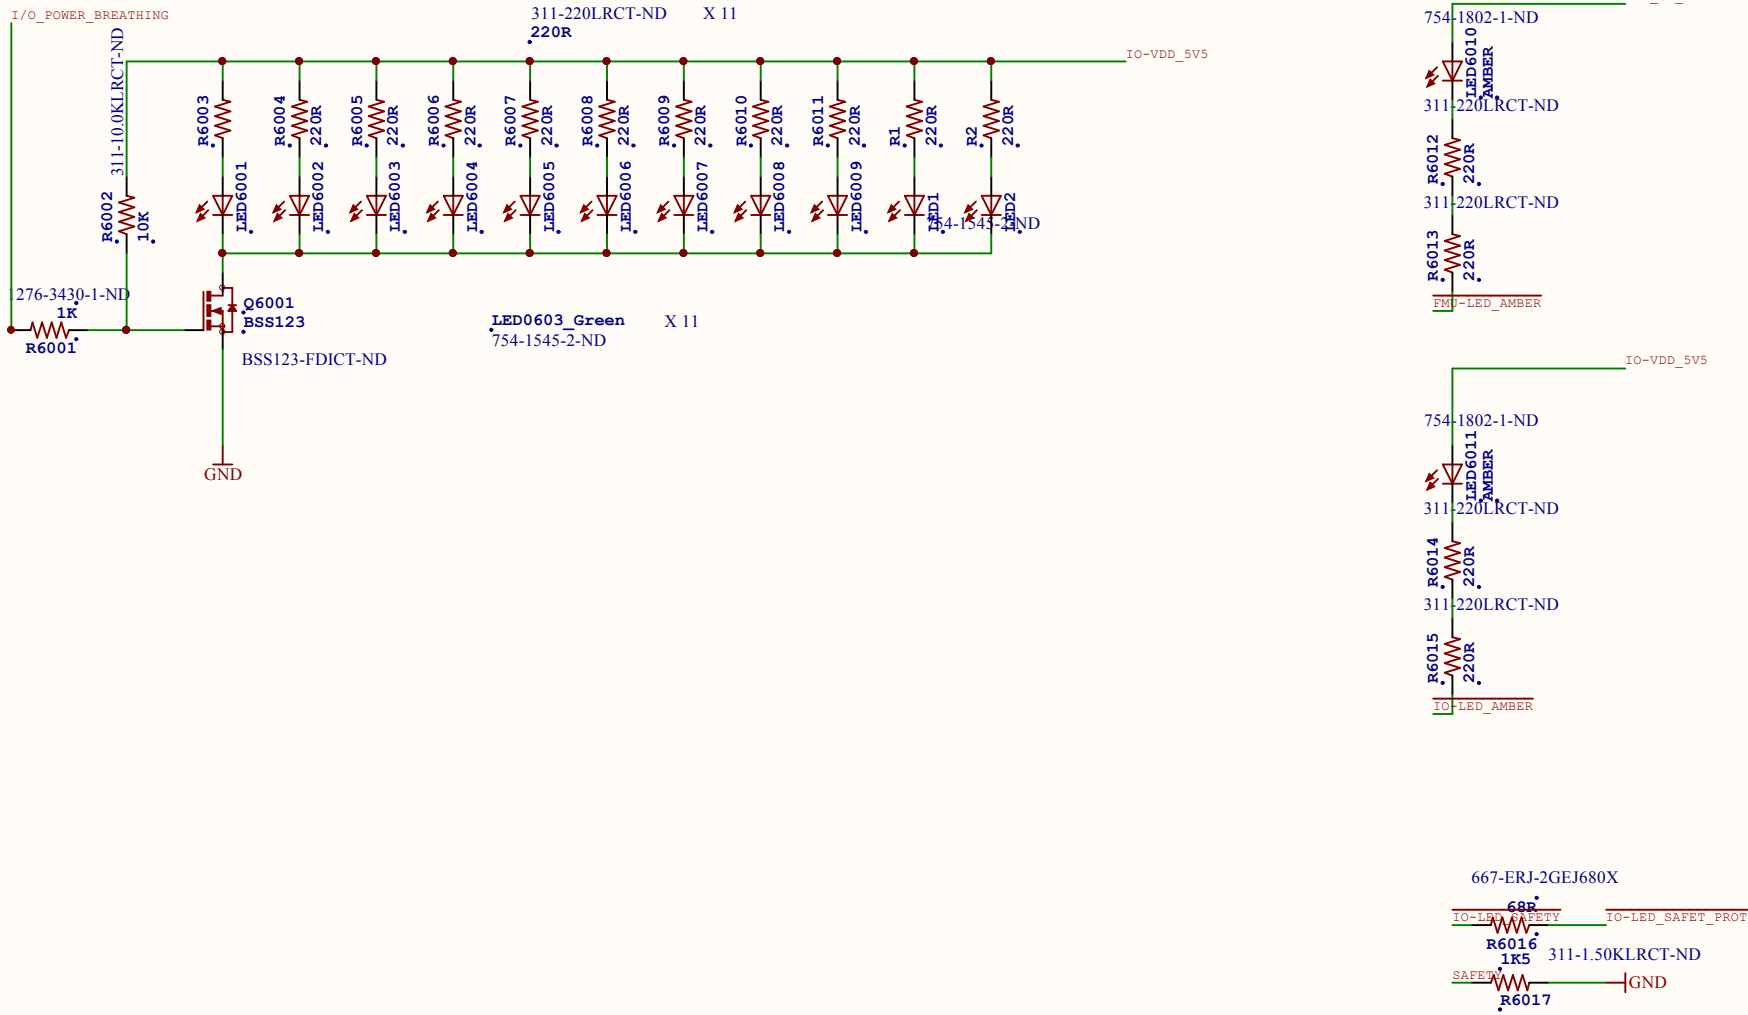 I/O_POWER_BREATHING
311-220LRCT-ND X 11
220R
IO-VDD_5V5
311-10.0KLRCT-ND
R6002
10K
R6003
R6004
220R
R6005
220R
R6006
220R
R6007
220R
R6008
220R
R6009
220R
R6010
220R
R6011
220R
R1
220R
R2
220R
LED6001
LED6002
LED6003
LED6004
LED6005
LED6006
LED6007
LED6008
LED6009
LED1
LED2
754-1545-2-ND
1276-3430-1-ND
1K
R6001
Q6001
BSS123
BSS123-FDICT-ND
LED0603_Green X 11
754-1545-2-ND
GND
754-1802-1-ND
LED6010
AMBER
311-220LRCT-ND
R6012
220R
311-220LRCT-ND
R6013
220R
FMU-LED_AMBER
IO-VDD_5V5
754-1802-1-ND
LED6011
AMBER
311-220LRCT-ND
R6014
220R
311-220LRCT-ND
R6015
220R
IO-LED_AMBER
667-ERJ-2GEJ680X
68R
IO-LED_SAFETY
IO-LED_SAFET_PROT
R6016
1K5
311-1.50KLRCT-ND
SAFETY
GND
R6017